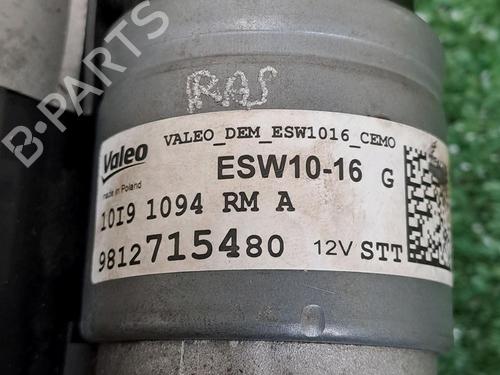 B-PARTS
RAS
VALEO_DEM_ESW1016_CEMO
Valeo
ESW10-16 G
made in Poland
10I9 1094 RM A
9812715480 12V STT